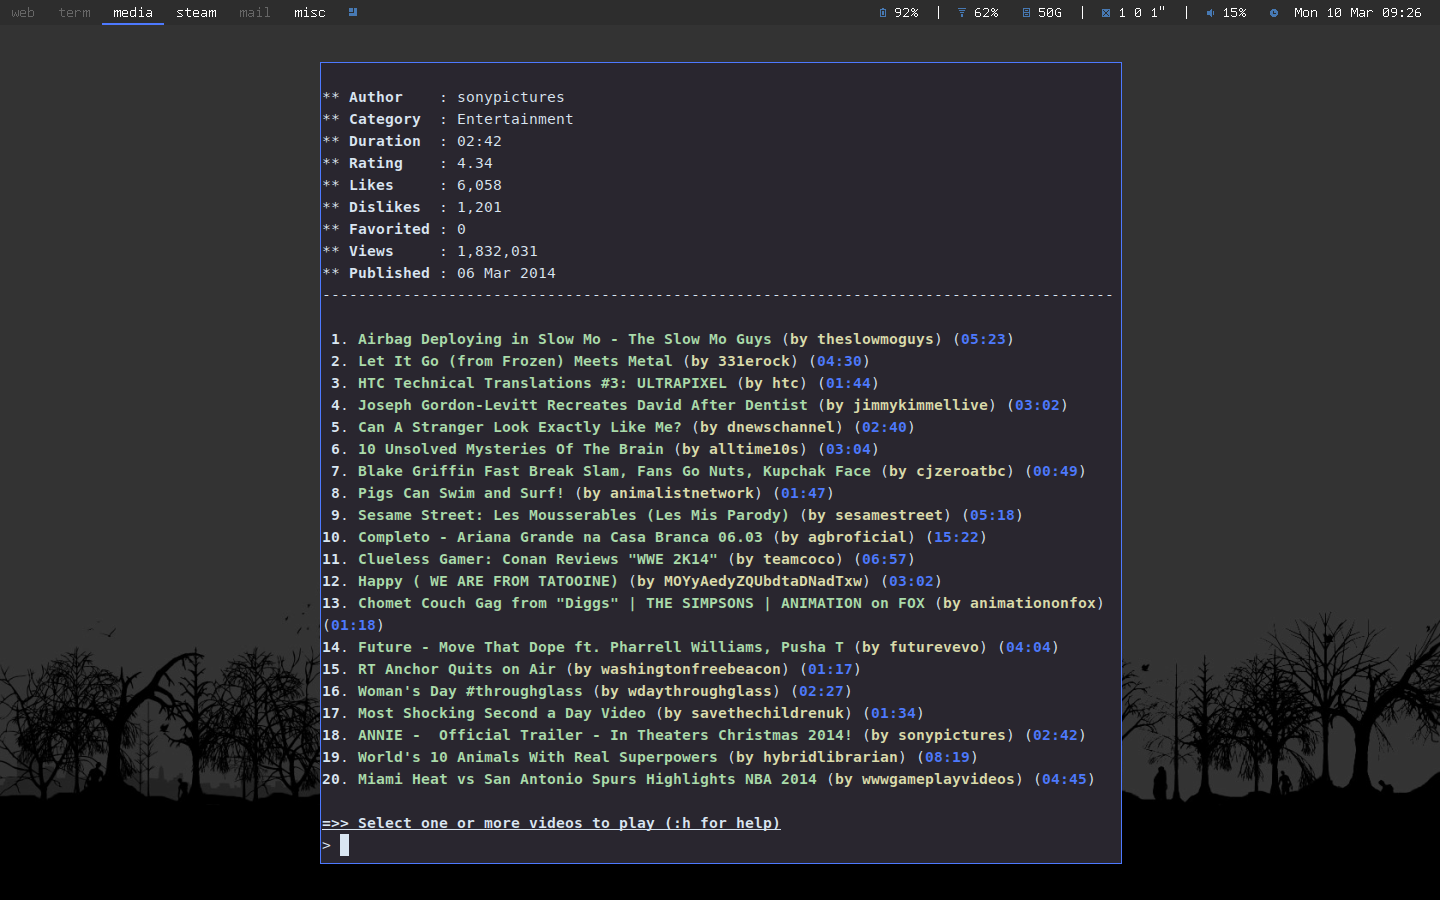 web term media steam mail misc 92% | 62% 50G | 1 0 1" | 15% Mon 10 Mar 09:26
** Author    : sonypictures
** Category  : Entertainment
** Duration  : 02:42
** Rating    : 4.34
** Likes     : 6,058
** Dislikes  : 1,201
** Favorited : 0
** Views     : 1,832,031
** Published : 06 Mar 2014
----------------------------------------------------------------------------------------
1. Airbag Deploying in Slow Mo - The Slow Mo Guys (by theslowmoguys) (05:23)
2. Let It Go (from Frozen) Meets Metal (by 331erock) (04:30)
3. HTC Technical Translations #3: ULTRAPIXEL (by htc) (01:44)
4. Joseph Gordon-Levitt Recreates David After Dentist (by jimmykimmellive) (03:02)
5. Can A Stranger Look Exactly Like Me? (by dnewschannel) (02:40)
6. 10 Unsolved Mysteries Of The Brain (by alltime10s) (03:04)
7. Blake Griffin Fast Break Slam, Fans Go Nuts, Kupchak Face (by cjzeroatbc) (00:49)
8. Pigs Can Swim and Surf! (by animalistnetwork) (01:47)
9. Sesame Street: Les Mousserables (Les Mis Parody) (by sesamestreet) (05:18)
10. Completo - Ariana Grande na Casa Branca 06.03 (by agbroficial) (15:22)
11. Clueless Gamer: Conan Reviews "WWE 2K14" (by teamcoco) (06:57)
12. Happy ( WE ARE FROM TATOOINE) (by MOYyAedyZQUbdtaDNadTxw) (03:02)
13. Chomet Couch Gag from "Diggs" | THE SIMPSONS | ANIMATION on FOX (by animationonfox)
(01:18)
14. Future - Move That Dope ft. Pharrell Williams, Pusha T (by futurevevo) (04:04)
15. RT Anchor Quits on Air (by washingtonfreebeacon) (01:17)
16. Woman's Day #throughglass (by wdaythroughglass) (02:27)
17. Most Shocking Second a Day Video (by savethechildrenuk) (01:34)
18. ANNIE -  Official Trailer - In Theaters Christmas 2014! (by sonypictures) (02:42)
19. World's 10 Animals With Real Superpowers (by hybridlibrarian) (08:19)
20. Miami Heat vs San Antonio Spurs Highlights NBA 2014 (by wwwgameplayvideos) (04:45)
=>> Select one or more videos to play (:h for help)
>